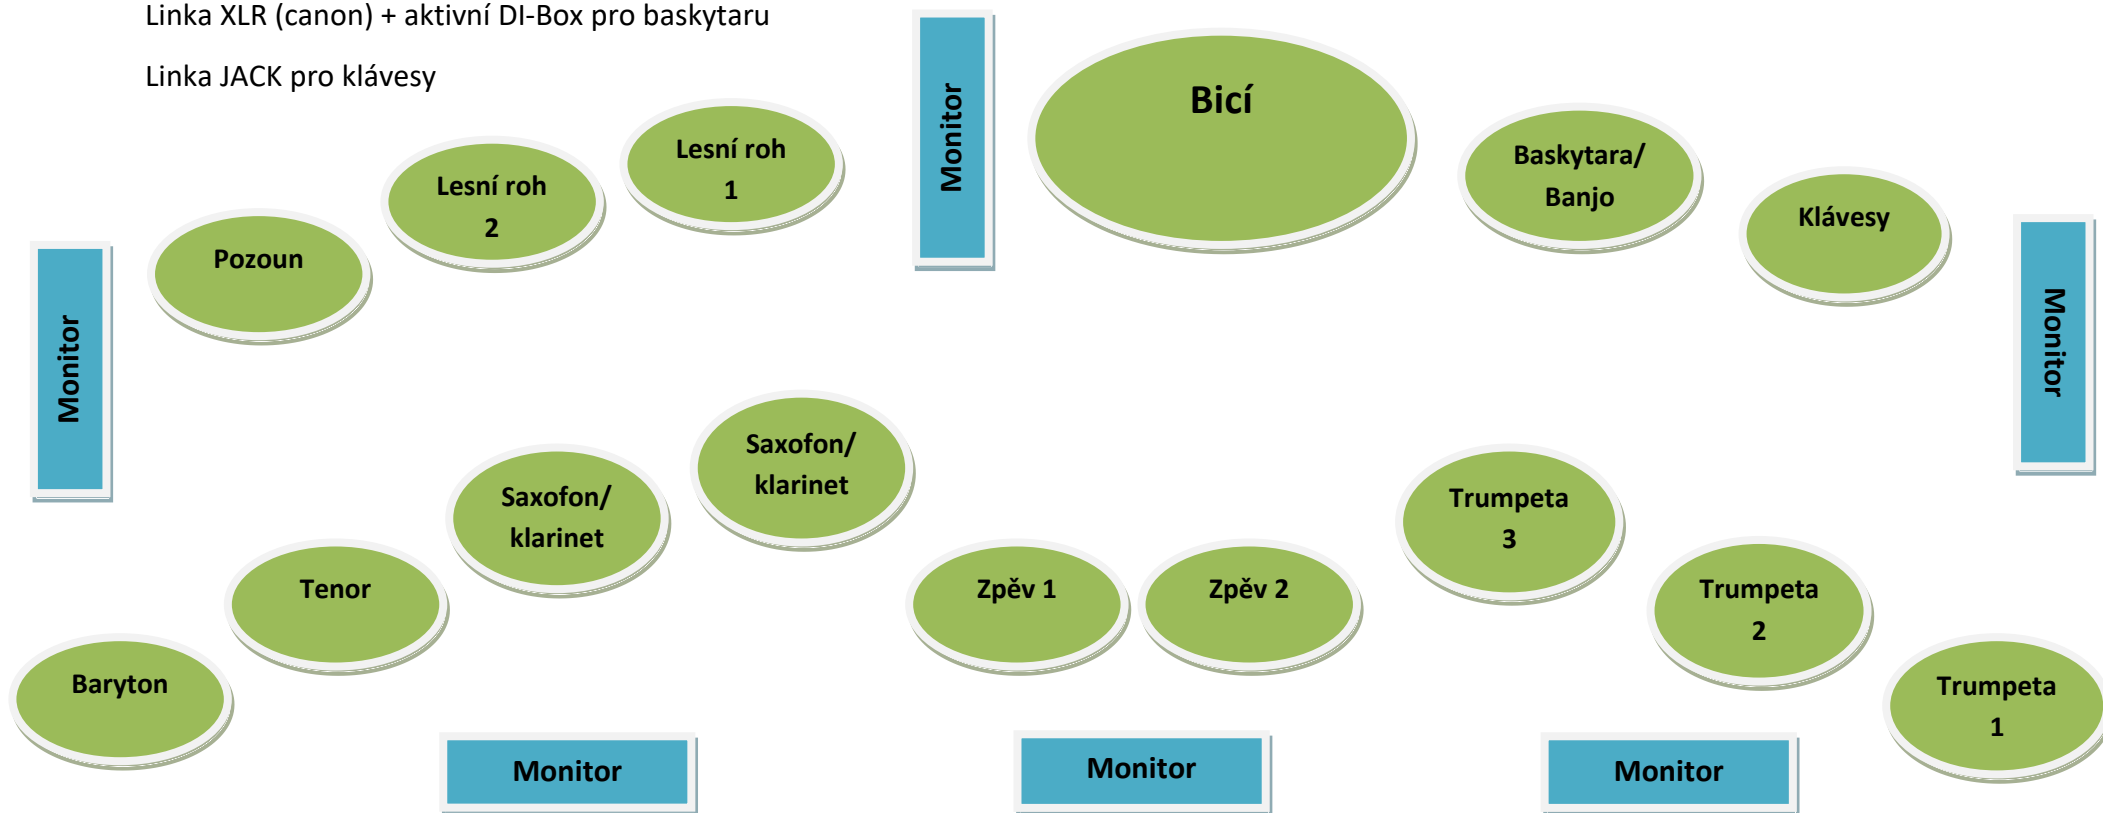 Linka XLR (canon) + aktivní DI-Box pro baskytaru
Linka JACK pro klávesy
Monitor
Bicí
Lesní roh
1
Baskytara/
Banjo
Lesní roh
2
Klávesy
Pozoun
Monitor
Monitor
Saxofon/
klarinet
Saxofon/
klarinet
Trumpeta
3
Tenor
Zpěv 1
Zpěv 2
Trumpeta
2
Baryton
Trumpeta
1
Monitor
Monitor
Monitor